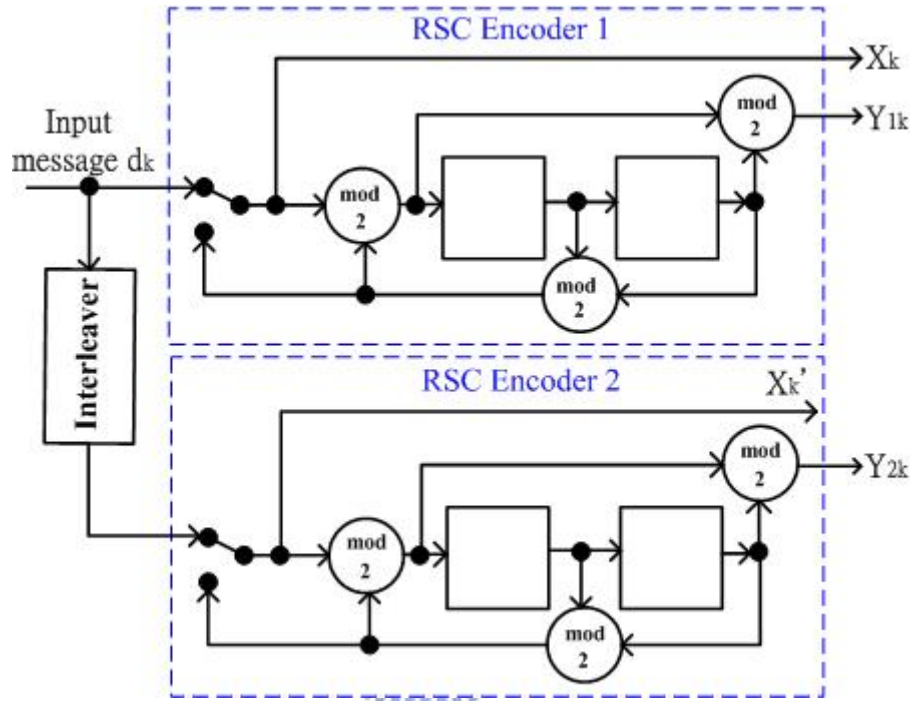 RSC Encoder 1
Xk
mod
2
Y1k
Input
message dk
mod
2
mod
2
Interleaver
RSC Encoder 2
Xk'
mod
2
Y2k
mod
2
mod
2